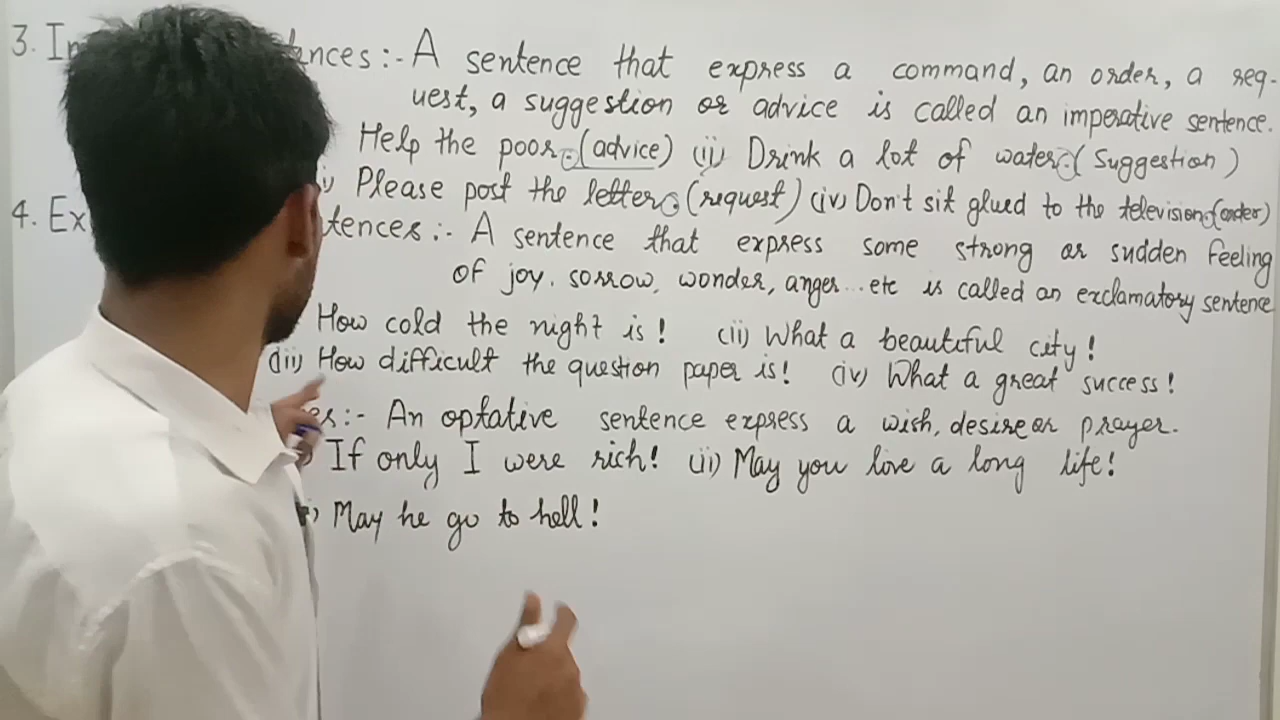 3. In tences :- A sentence that express a command, an order, a req-
uest, a suggestion or advice is called an imperative sentence.
Help the poor. (advice) (ii) Drink a lot of water. (Suggestion)
i) Please post the letter. (request) (iv) Don't sit glued to the television. (order)
4. Ex tences :- A sentence that express some strong or sudden feeling
of joy. sorrow, wonder, anger...etc is called an exclamatory sentence
How cold the night is! (ii) What a beautiful city!
(iii) How difficult the question paper is! (iv) What a great success!
es :- An optative sentence express a wish, desire or prayer.
If only I were rich! (ii) May you love a long life!
i) May he go to hell!